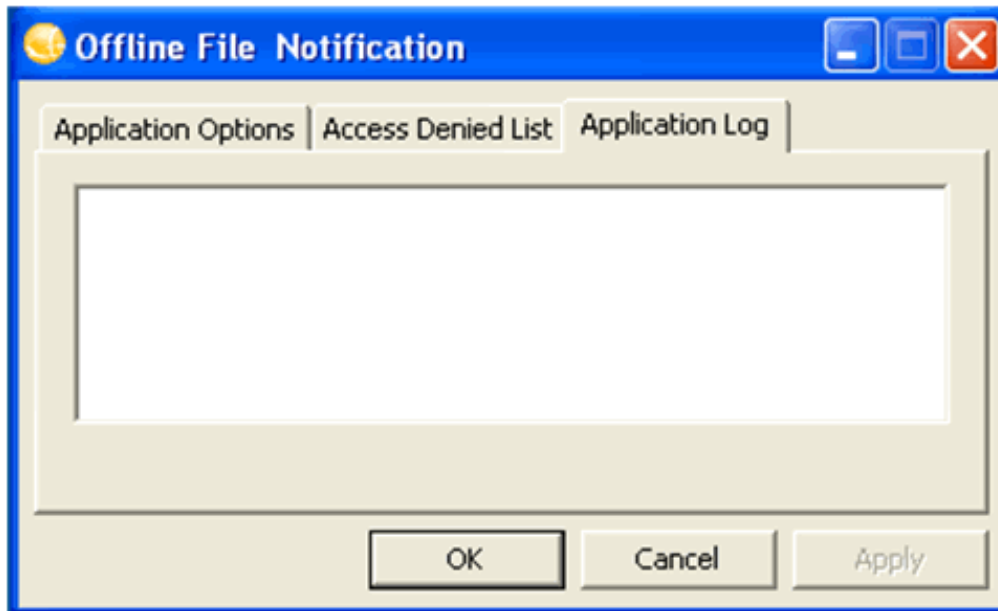 Offline File Notification
Application Options Access Denied List Application Log
OK Cancel Apply